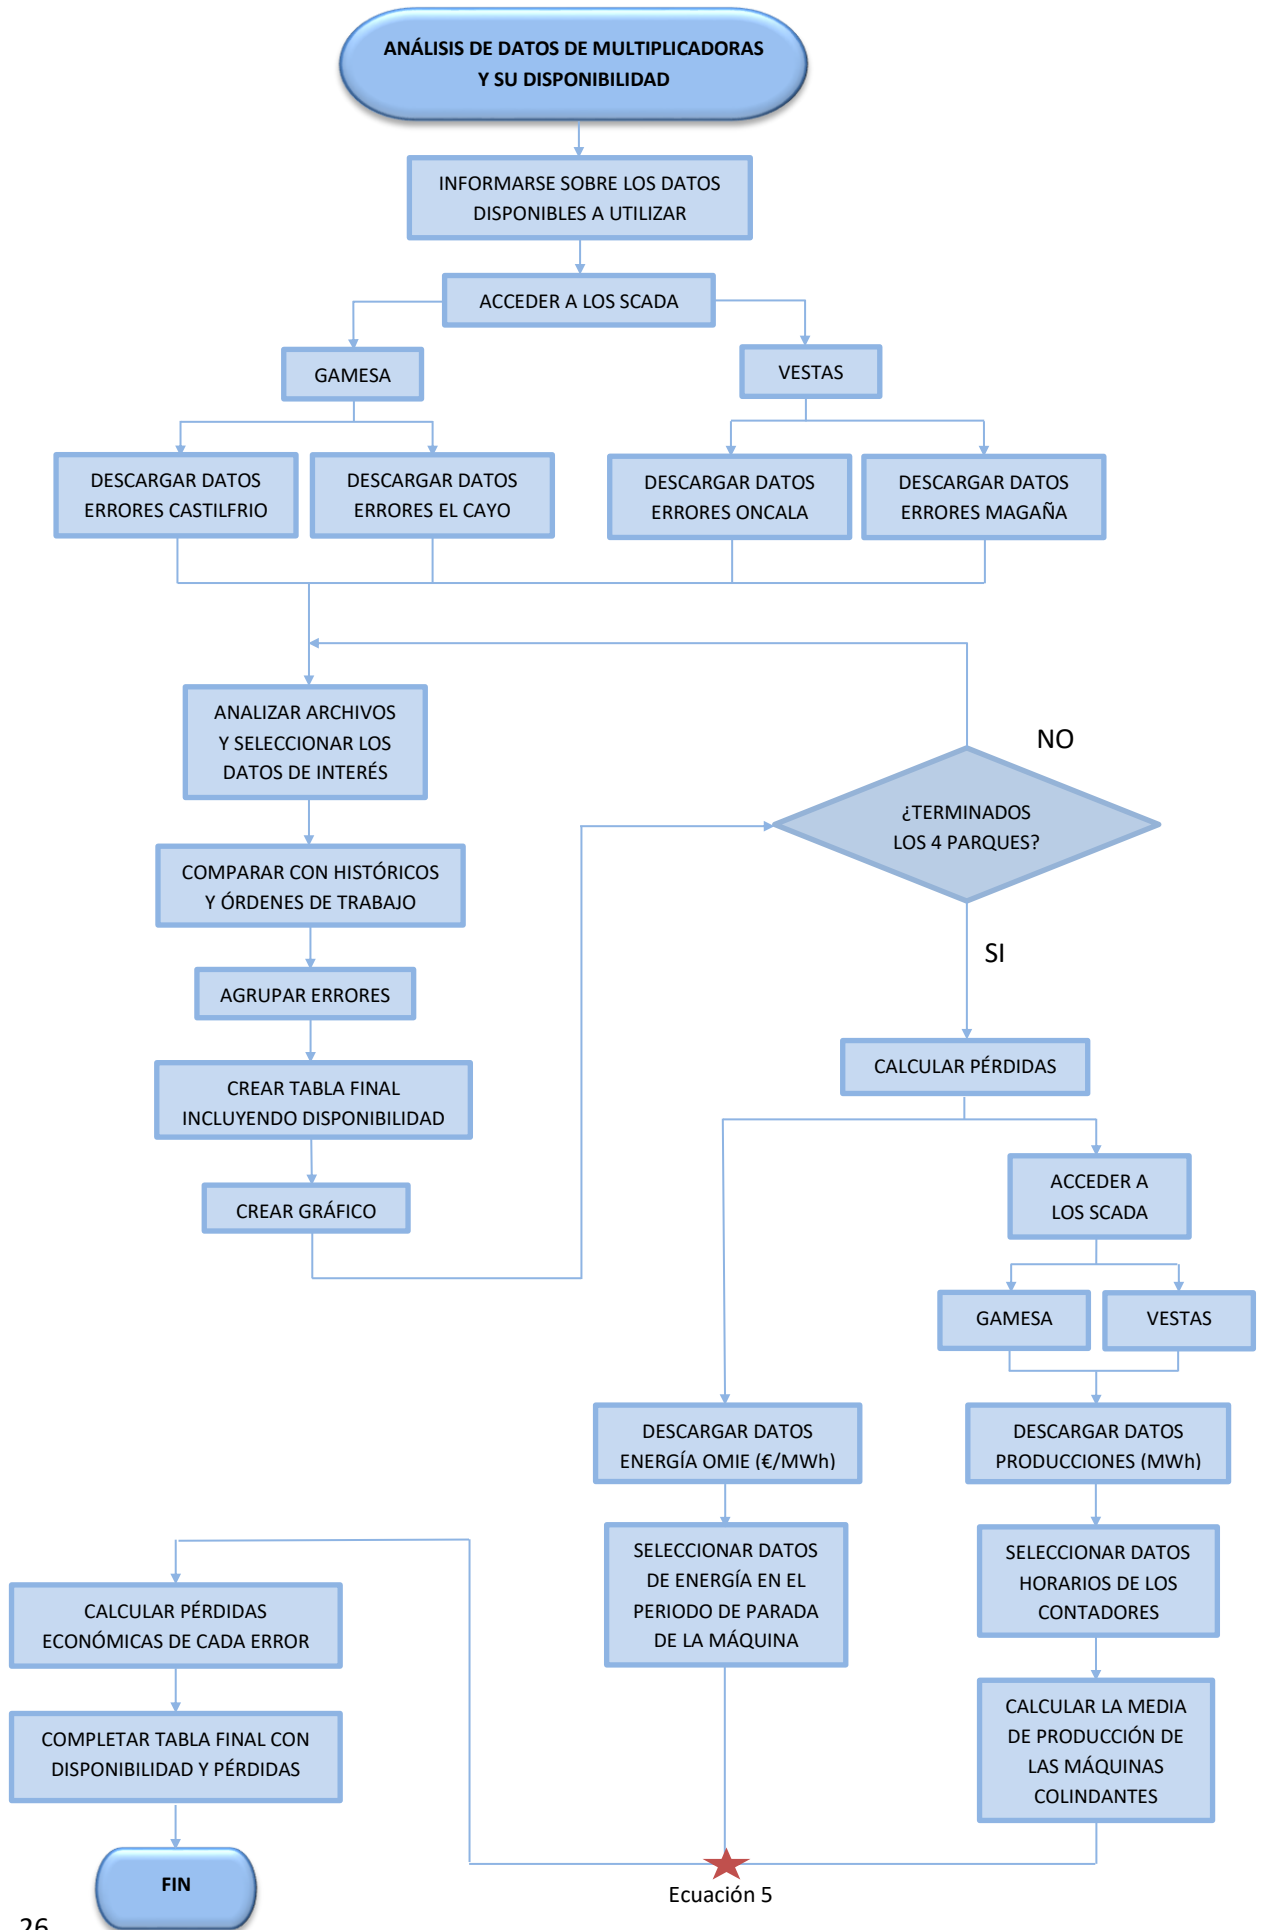 ANÁLISIS DE DATOS DE MULTIPLICADORAS
Y SU DISPONIBILIDAD
INFORMARSE SOBRE LOS DATOS
DISPONIBLES A UTILIZAR
ACCEDER A LOS SCADA
GAMESA
VESTAS
DESCARGAR DATOS
ERRORES CASTILFRIO
DESCARGAR DATOS
ERRORES EL CAYO
DESCARGAR DATOS
ERRORES ONCALA
DESCARGAR DATOS
ERRORES MAGAÑA
ANALIZAR ARCHIVOS
Y SELECCIONAR LOS
DATOS DE INTERÉS
COMPARAR CON HISTÓRICOS
Y ÓRDENES DE TRABAJO
AGRUPAR ERRORES
CREAR TABLA FINAL
INCLUYENDO DISPONIBILIDAD
CREAR GRÁFICO
¿TERMINADOS
LOS 4 PARQUES?
NO
SI
CALCULAR PÉRDIDAS
ACCEDER A
LOS SCADA
GAMESA
VESTAS
DESCARGAR DATOS
ENERGÍA OMIE (€/MWh)
DESCARGAR DATOS
PRODUCCIONES (MWh)
SELECCIONAR DATOS
DE ENERGÍA EN EL
PERIODO DE PARADA
DE LA MÁQUINA
SELECCIONAR DATOS
HORARIOS DE LOS
CONTADORES
CALCULAR LA MEDIA
DE PRODUCCIÓN DE
LAS MÁQUINAS
COLINDANTES
Ecuación 5
CALCULAR PÉRDIDAS
ECONÓMICAS DE CADA ERROR
COMPLETAR TABLA FINAL CON
DISPONIBILIDAD Y PÉRDIDAS
FIN
26